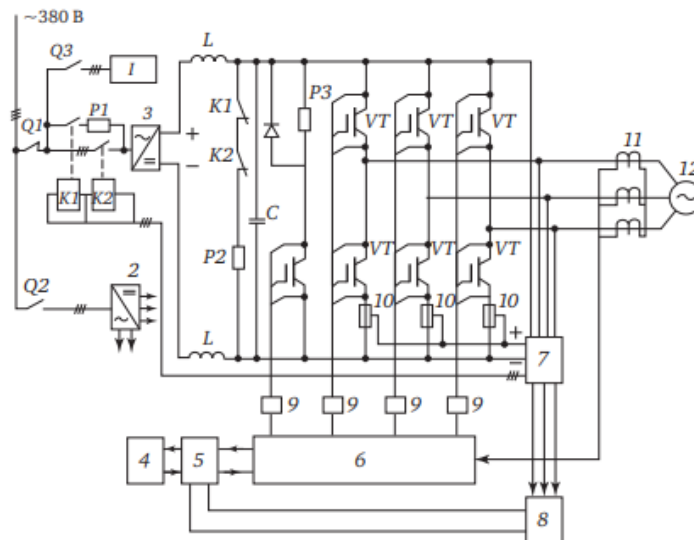 ~380 В
L
Q3
I
P1
3
K1
P3
VT
VT
VT
Q1
+
11
12
K2
−
K1
K2
C
P2
VT
VT
VT
2
Q2
10
10
10
+
L
−
7
9
9
9
9
4
5
6
8